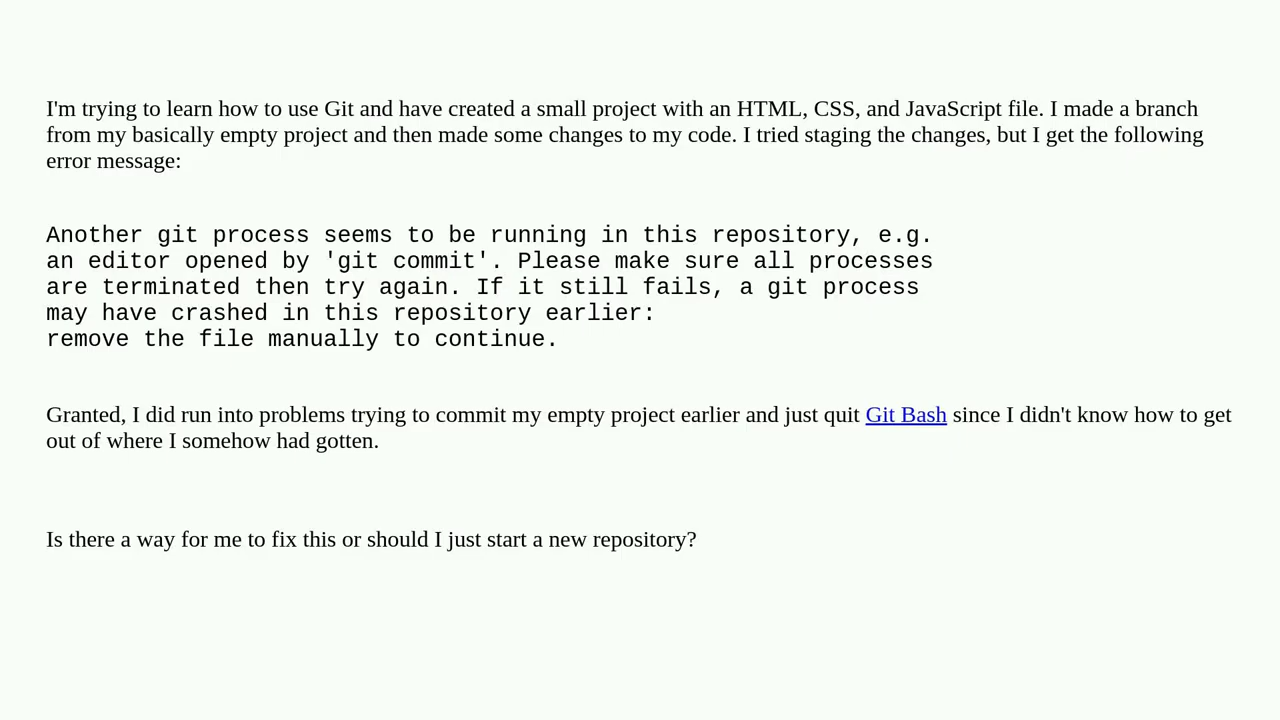 I'm trying to learn how to use Git and have created a small project with an HTML, CSS, and JavaScript file. I made a branch
from my basically empty project and then made some changes to my code. I tried staging the changes, but I get the following
error message:
Another git process seems to be running in this repository, e.g.
an editor opened by 'git commit'. Please make sure all processes
are terminated then try again. If it still fails, a git process
may have crashed in this repository earlier:
remove the file manually to continue.
Granted, I did run into problems trying to commit my empty project earlier and just quit Git Bash since I didn't know how to get
out of where I somehow had gotten.
Is there a way for me to fix this or should I just start a new repository?